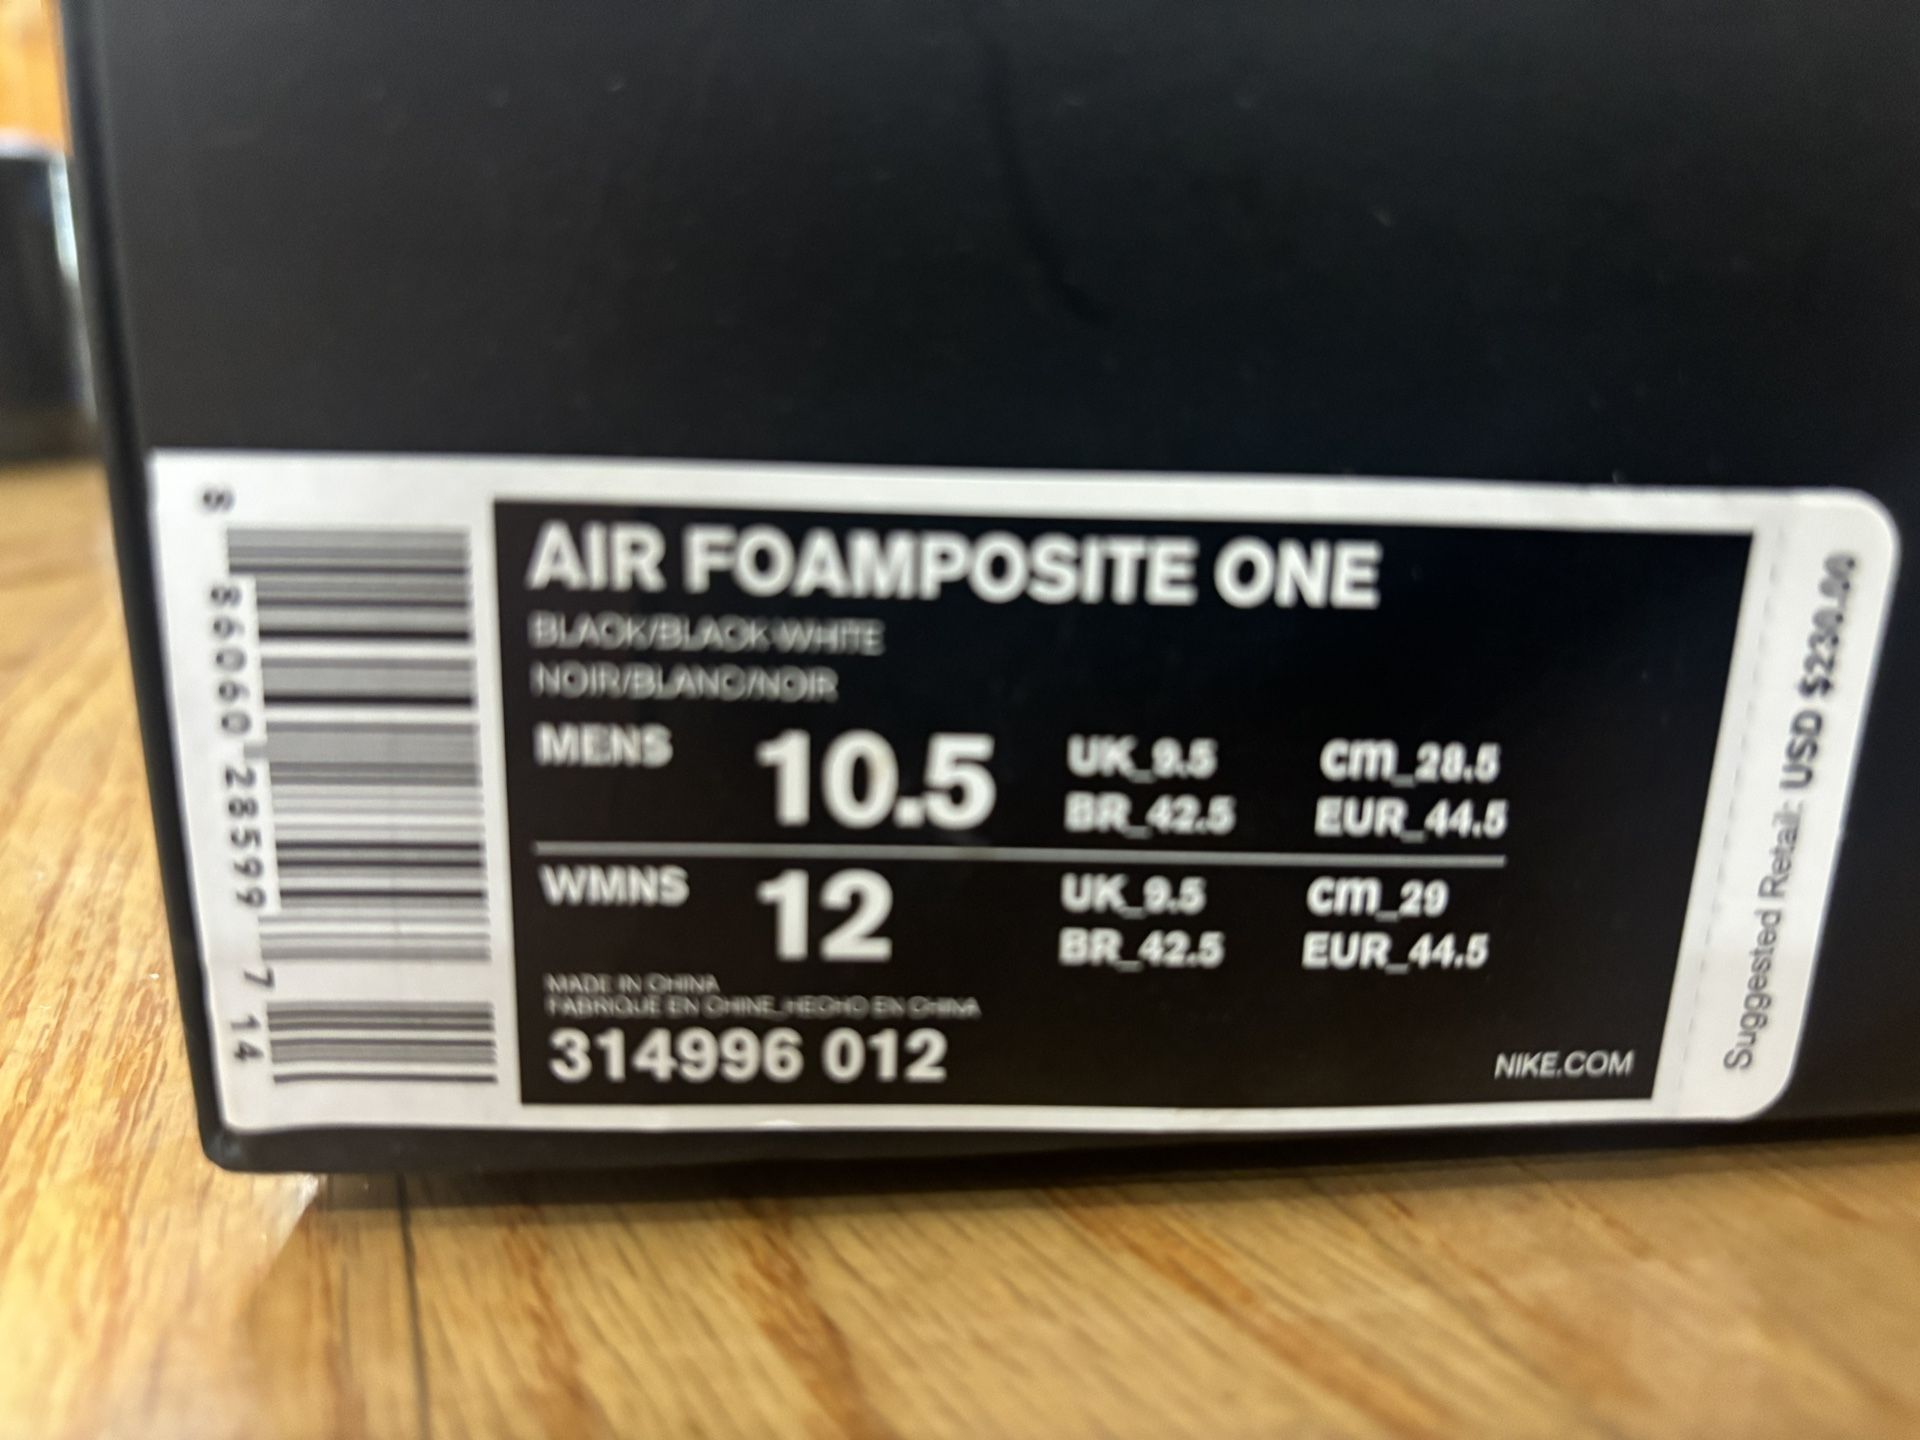 AIR FOAMPOSITE ONE
BLACK/BLACK-WHITE
NOIR/BLANC/NOIR
MENS 10.5 UK_9.5 cm_28.5
BR_42.5 EUR_44.5
WMNS 12 UK_9.5 cm_29
BR_42.5 EUR_44.5
MADE IN CHINA
FABRIQUÉ EN CHINE_HECHO EN CHINA
314996 012
NIKE.COM
8 86060 28599 7 14
Suggested Retail: USD $230.00